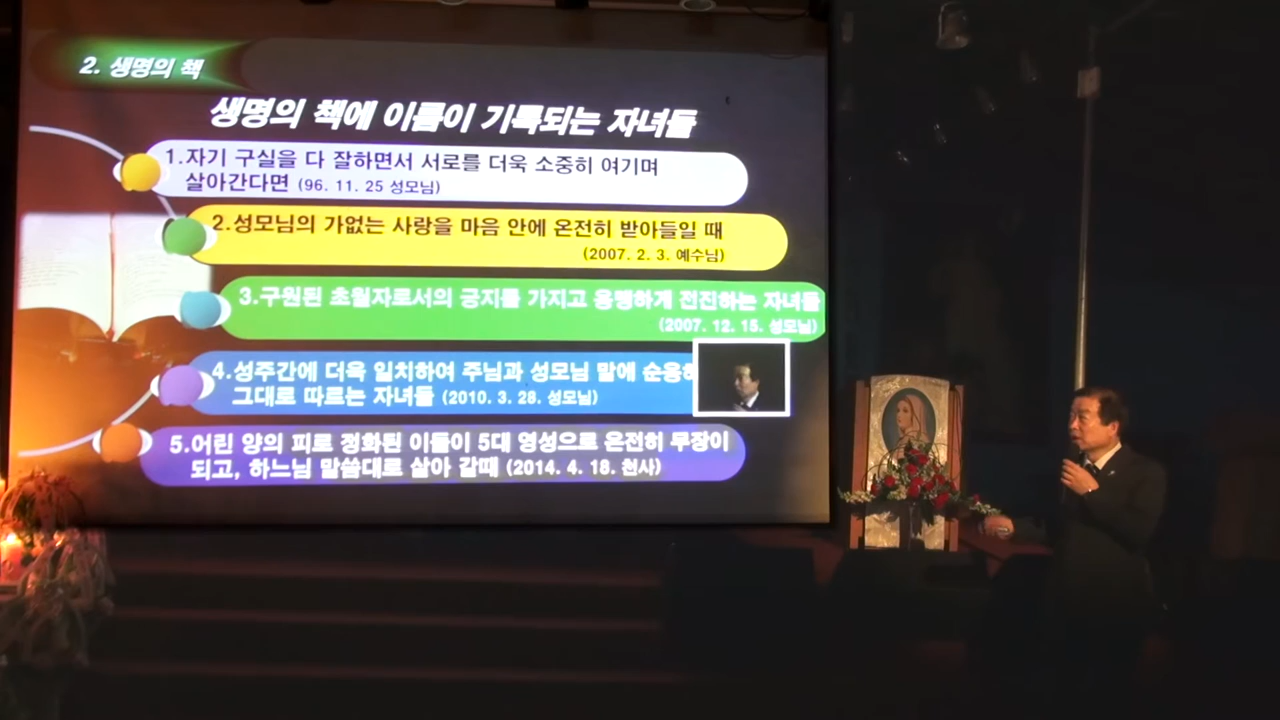 2. 생명의 책
생명의 책에 이름이 기록되는 자녀들
1.자기 구실을 다 잘하면서 서로를 더욱 소중히 여기며
살아간다면 (96. 11. 25 성모님)
2.성모님의 가없는 사랑을 마음 안에 온전히 받아들일 때
(2007. 2. 3. 예수님)
3.구원된 초월자로서의 긍지를 가지고 용맹하게 전진하는 자녀들
(2007. 12. 15. 성모님)
4.성주간에 더욱 일치하여 주님과 성모님 말에 순응
그대로 따르는 자녀들 (2010. 3. 28. 성모님)
5.어린 양의 피로 정화된 이들이 5대 영성으로 온전히 무장이
되고, 하느님 말씀대로 살아 갈때 (2014. 4. 18. 천사)